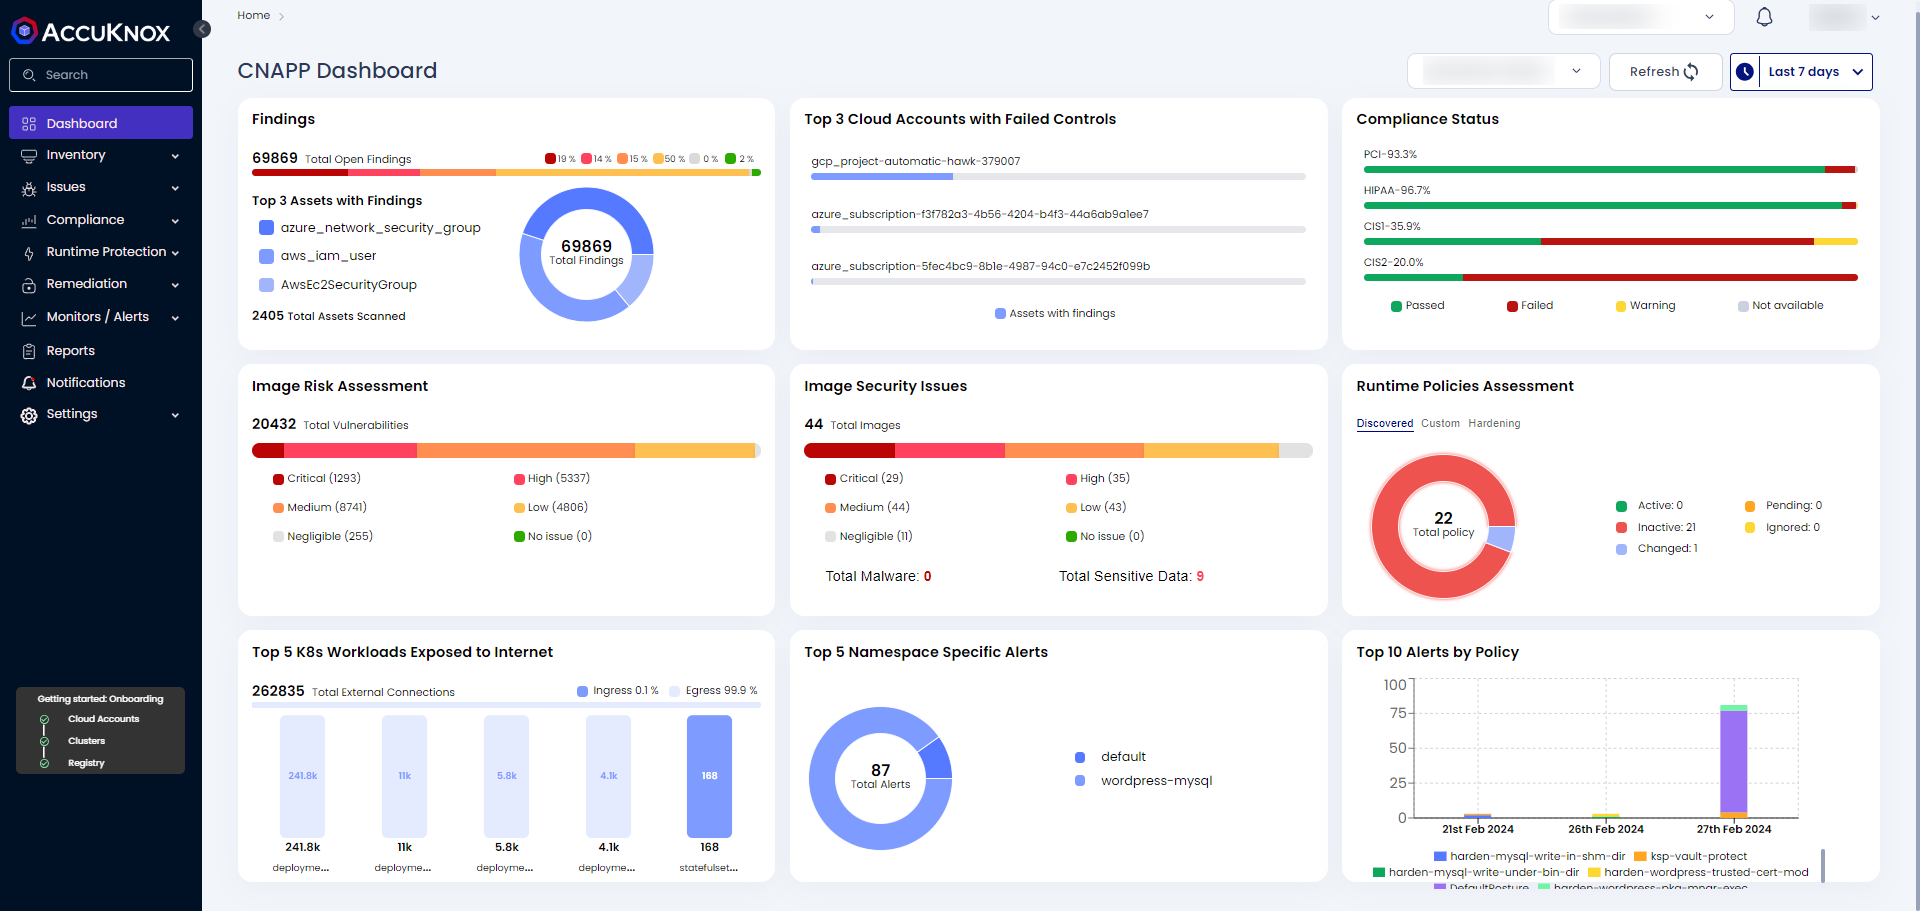 ACCUKNOX
Search
Dashboard
Inventory
Issues
Compliance
Runtime Protection
Remediation
Monitors / Alerts
Reports
Notifications
Settings
Getting started: Onboarding
Cloud Accounts
Clusters
Registry
Home
CNAPP Dashboard
Refresh
Last 7 days
Findings
69869 Total Open Findings
19 % 14 % 15 % 50 % 0 % 2 %
Top 3 Assets with Findings
azure_network_security_group
aws_iam_user
AwsEc2SecurityGroup
2405 Total Assets Scanned
69869
Total Findings
Top 3 Cloud Accounts with Failed Controls
gcp_project-automatic-hawk-379007
azure_subscription-f3f782a3-4b56-4204-b4f3-44a6ab9a1ee7
azure_subscription-5fec4bc9-8b1e-4987-94c0-e7c2452f099b
Assets with findings
Compliance Status
PCI-93.3%
HIPAA-96.7%
CIS1-35.9%
CIS2-20.0%
Passed Failed Warning Not available
Image Risk Assessment
20432 Total Vulnerabilities
Critical (1293) High (5337)
Medium (8741) Low (4806)
Negligible (255) No issue (0)
Image Security Issues
44 Total Images
Critical (29) High (35)
Medium (44) Low (43)
Negligible (11) No issue (0)
Total Malware: 0 Total Sensitive Data: 9
Runtime Policies Assessment
Discovered Custom Hardening
22
Total policy
Active: 0 Pending: 0
Inactive: 21 Ignored: 0
Changed: 1
Top 5 K8s Workloads Exposed to Internet
262835 Total External Connections
Ingress 0.1 % Egress 99.9 %
241.8k 11k 5.8k 4.1k 168
241.8k 11k 5.8k 4.1k 168
deployme... deployme... deployme... deployme... statefulset...
Top 5 Namespace Specific Alerts
87
Total Alerts
default
wordpress-mysql
Top 10 Alerts by Policy
100
75
50
25
0
21st Feb 2024 26th Feb 2024 27th Feb 2024
harden-mysql-write-in-shm-dir ksp-vault-protect
harden-mysql-write-under-bin-dir harden-wordpress-trusted-cert-mod
DefaultPosture harden-wordpress-pkg-mngr-exec